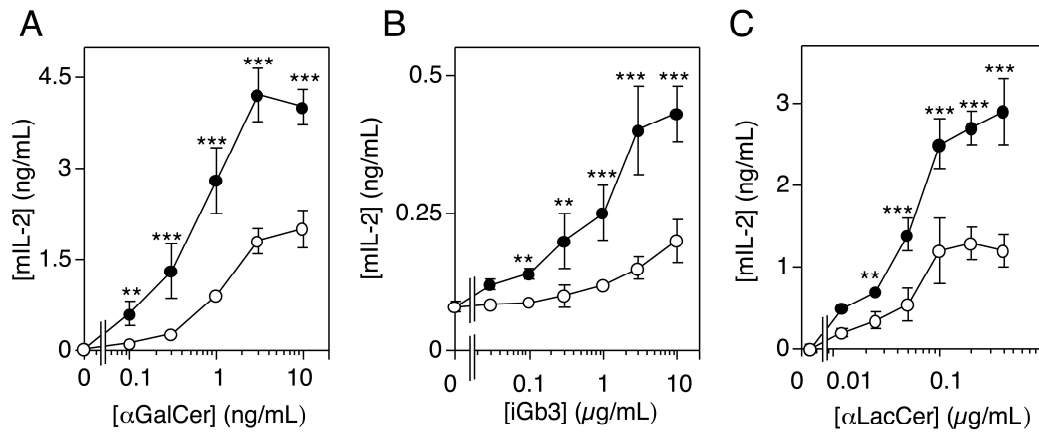 A
[mIL-2] (ng/mL)
4.5
3
1.5
0
** *** *** *** ***
0 0.1 1 10
[αGalCer] (ng/mL)
B
[mIL-2] (ng/mL)
0.5
0.25
0
** ** *** *** ***
0 0.1 1 10
[iGb3] (µg/mL)
C
[mIL-2] (ng/mL)
3
2
1
0
** *** *** *** ***
0 0.01 0.1
[αLacCer] (µg/mL)